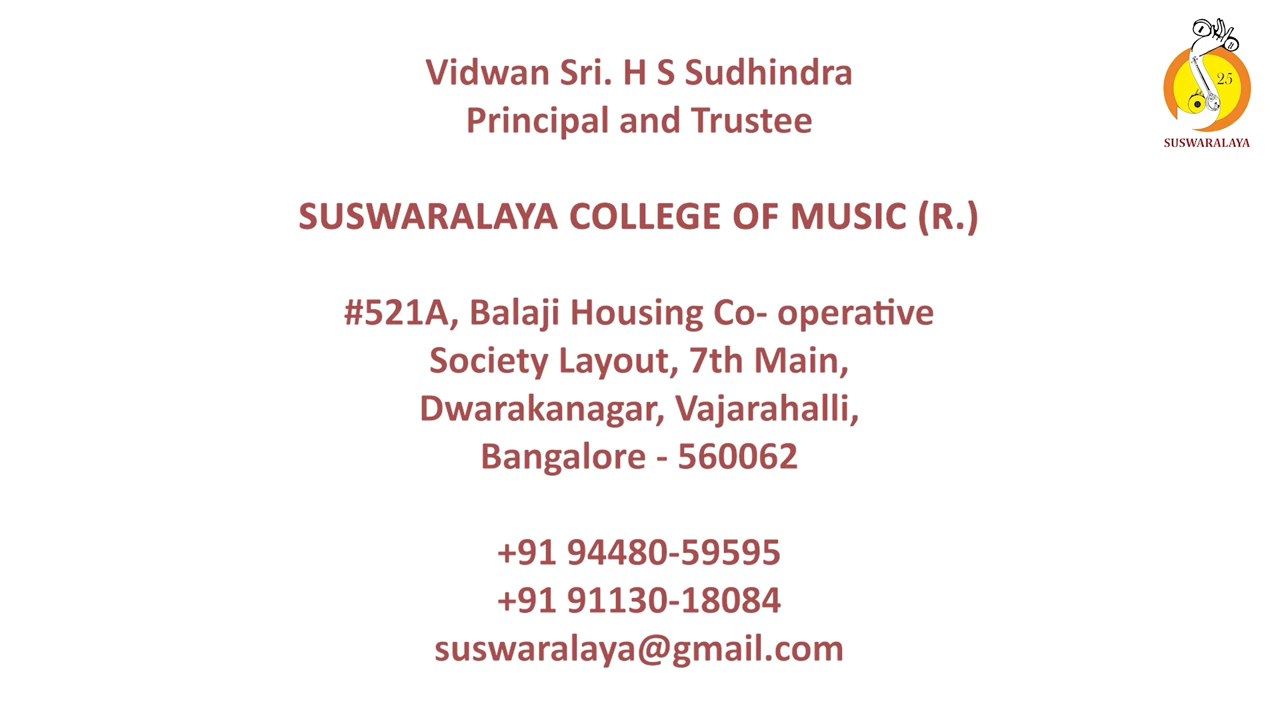 Vidwan Sri. H S Sudhindra
Principal and Trustee
SUSWARALAYA COLLEGE OF MUSIC (R.)
#521A, Balaji Housing Co- operative
Society Layout, 7th Main,
Dwarakanagar, Vajarahalli,
Bangalore - 560062
+91 94480-59595
+91 91130-18084
suswaralaya@gmail.com
25
SUSWARALAYA